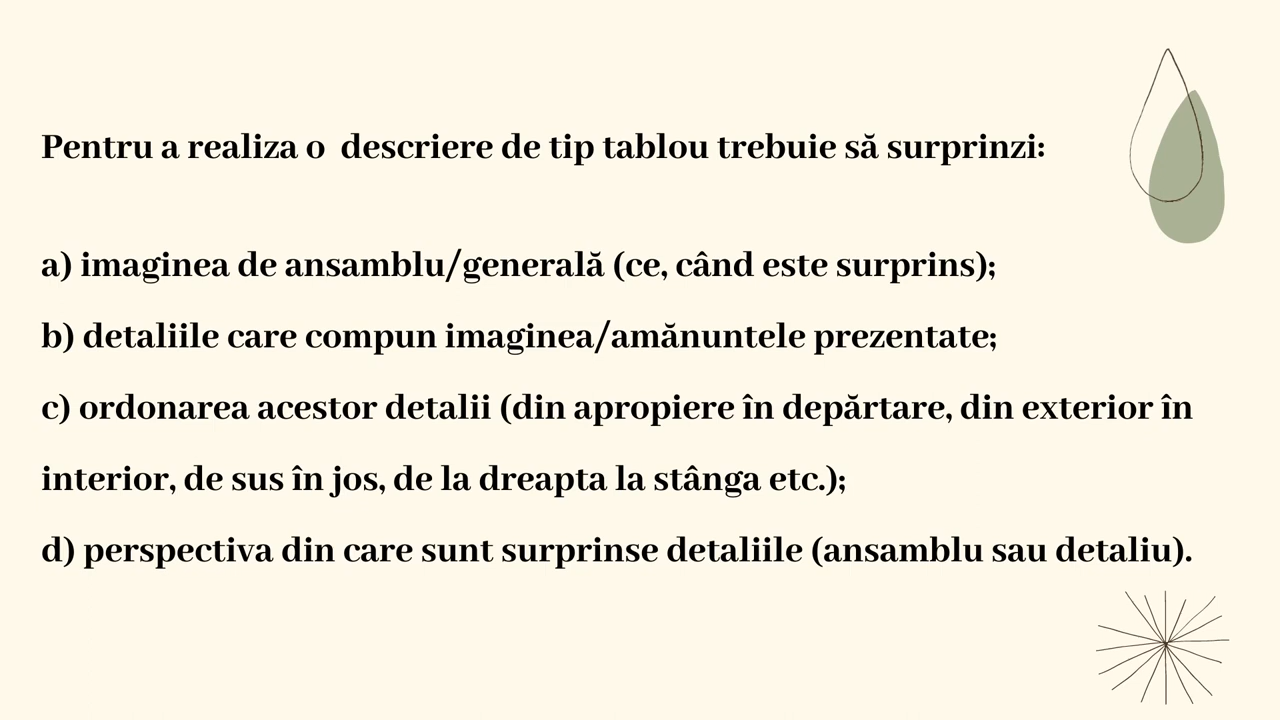 Pentru a realiza o  descriere de tip tablou trebuie să surprinzi:
a) imaginea de ansamblu/generală (ce, când este surprins);
b) detaliile care compun imaginea/amănuntele prezentate;
c) ordonarea acestor detalii (din apropiere în depărtare, din exterior în
interior, de sus în jos, de la dreapta la stânga etc.);
d) perspectiva din care sunt surprinse detaliile (ansamblu sau detaliu).